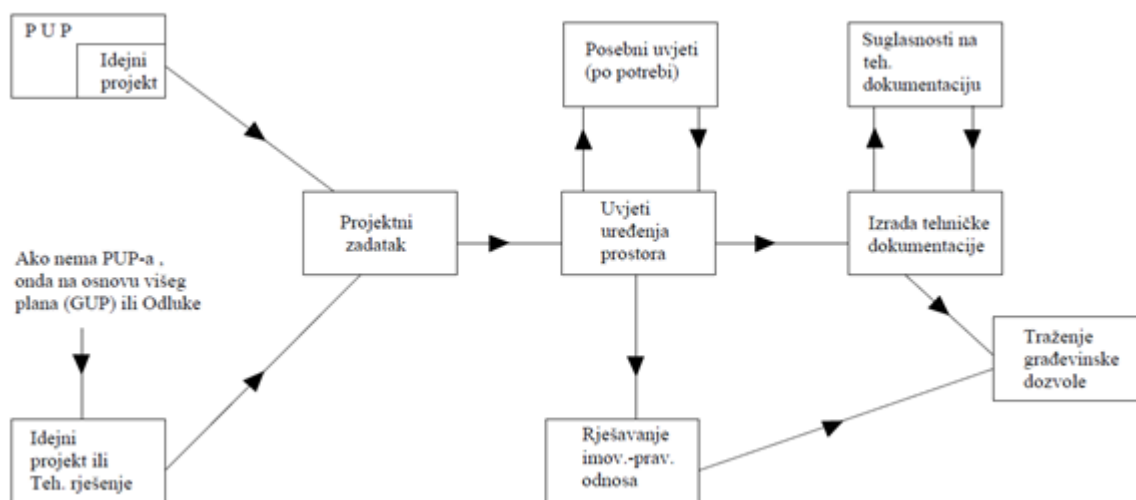 P U P
Idejni
projekt
Posebni uvjeti
(po potrebi)
Suglasnosti na
teh.
dokumentaciju
Projektni
zadatak
Uvjeti
uređenja
prostora
Izrada tehničke
dokumentacije
Ako nema PUP-a ,
onda na osnovu višeg
plana (GUP) ili Odluke
Traženje
građevinske
dozvole
Idejni
projekt ili
Teh. rješenje
Rješavanje
imov.-prav.
odnosa